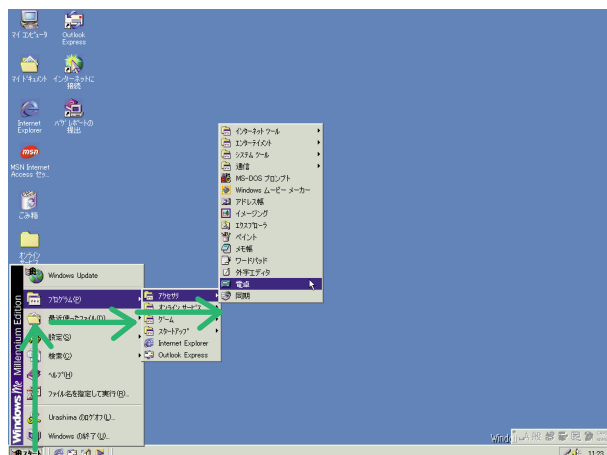 マイ コンピュータ
Outlook
Express
マイ ドキュメント
インターネットに
接続
Internet
Explorer
バグ レポートの
提出
msn
MSN Internet
Access セッ...
ごみ箱
オンライン
サービス
Windows Update
プログラム(P)
最近使ったファイル(D)
設定(S)
検索(C)
ヘルプ(H)
ファイル名を指定して実行(R)...
Urashima のログオフ(L)...
Windows の終了(U)...
Windows Me Millennium Edition
アクセサリ
オンライン サービス
ゲーム
スタートアップ
Internet Explorer
Outlook Express
インターネット ツール
エンターテイメント
システム ツール
通信
MS-DOS プロンプト
Windows ムービー メーカー
アドレス帳
イメージング
エクスプローラ
ペイント
メモ帳
ワードパッド
外字エディタ
電卓
同期
スタート
A 般
11:23